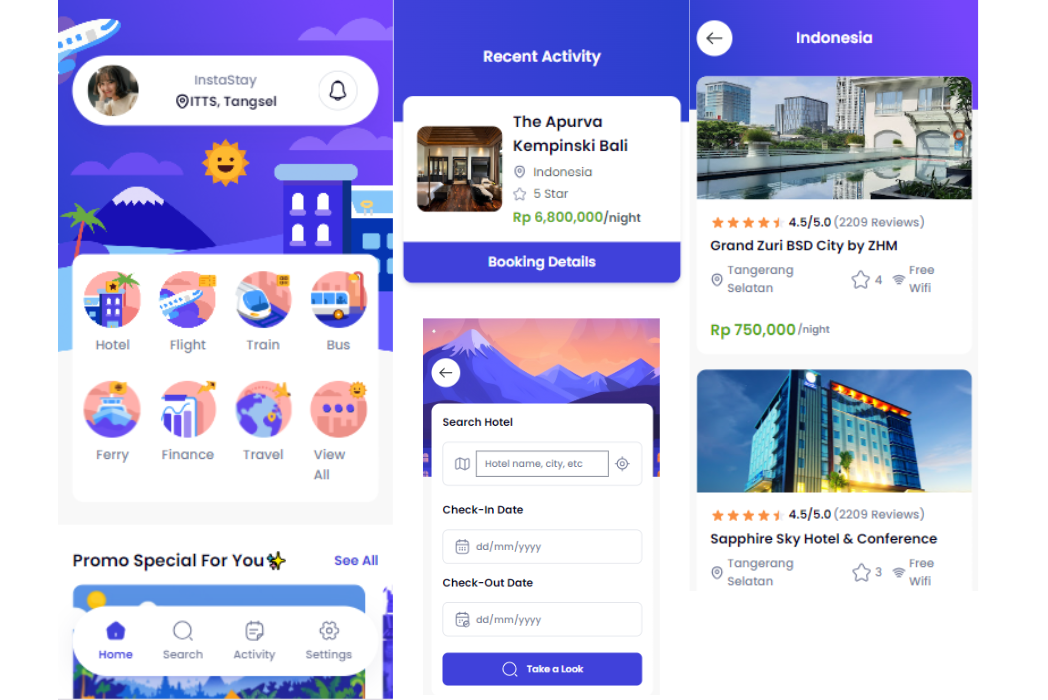 InstaStay
ITTS, Tangsel
Hotel
Flight
Train
Bus
Ferry
Finance
Travel
View
All
Promo Special For You✨
See All
Home
Search
Activity
Settings
Recent Activity
The Apurva
Kempinski Bali
Indonesia
5 Star
Rp 6,800,000/night
Booking Details
Search Hotel
Hotel name, city, etc
Check-In Date
dd/mm/yyyy
Check-Out Date
dd/mm/yyyy
Take a Look
Indonesia
4.5/5.0 (2209 Reviews)
Grand Zuri BSD City by ZHM
Tangerang
Selatan
4
Free
Wifi
Rp 750,000/night
4.5/5.0 (2209 Reviews)
Sapphire Sky Hotel & Conference
Tangerang
Selatan
3
Free
Wifi